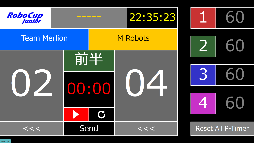 RoboCup
Junior
-----
22:35:23
Team Merlion
M Robots
02
前半
04
00:00
<<<
Send
<<<
1 60
2 60
3 60
4 60
Reset All P-Timer